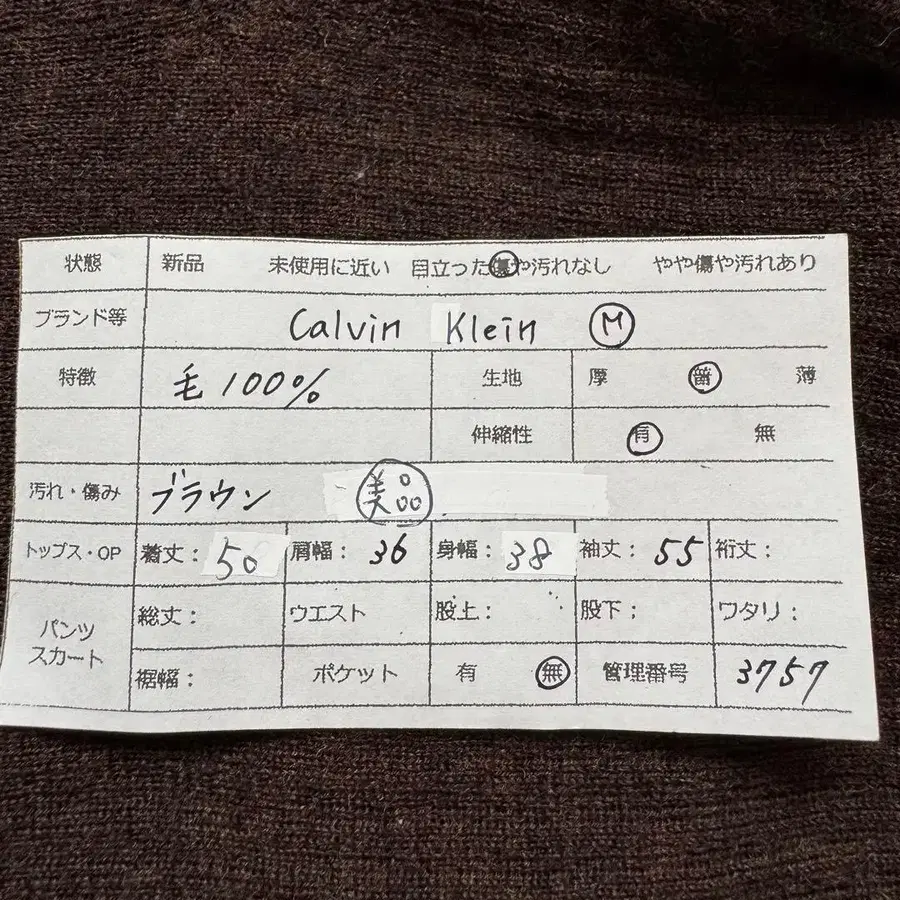 状態 新品 未使用に近い 目立った傷や汚れなし やや傷や汚れあり
ブランド等 Calvin Klein M
特徴 毛100% 生地 厚 普 薄
伸縮性 有 無
汚れ・傷み ブラウン 美品
トップス・OP 着丈: 50 肩幅: 36 身幅: 38 袖丈: 55 裄丈:
パンツ スカート 総丈: ウエスト 股上: 股下: ワタリ:
裾幅: ポケット 有 無 管理番号 3757